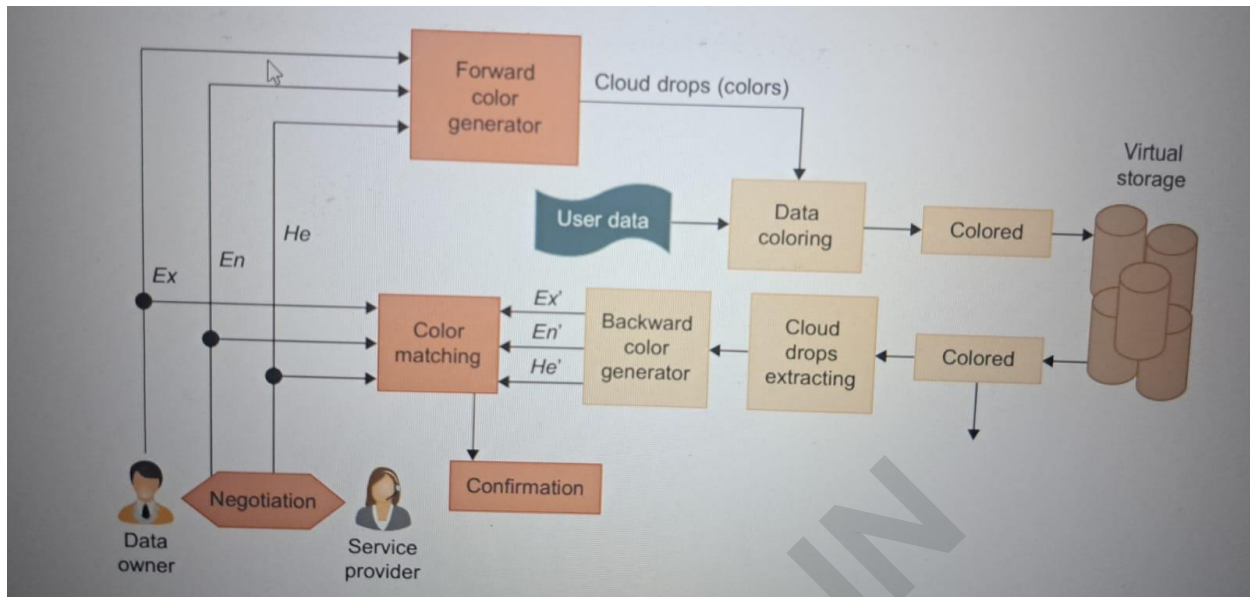 Forward
color
generator
Cloud drops (colors)
Virtual
storage
User data
Data
coloring
Colored
He
En
Ex
Color
matching
Ex'
En'
He'
Backward
color
generator
Cloud
drops
extracting
Colored
Negotiation
Confirmation
Data
owner
Service
provider
IN